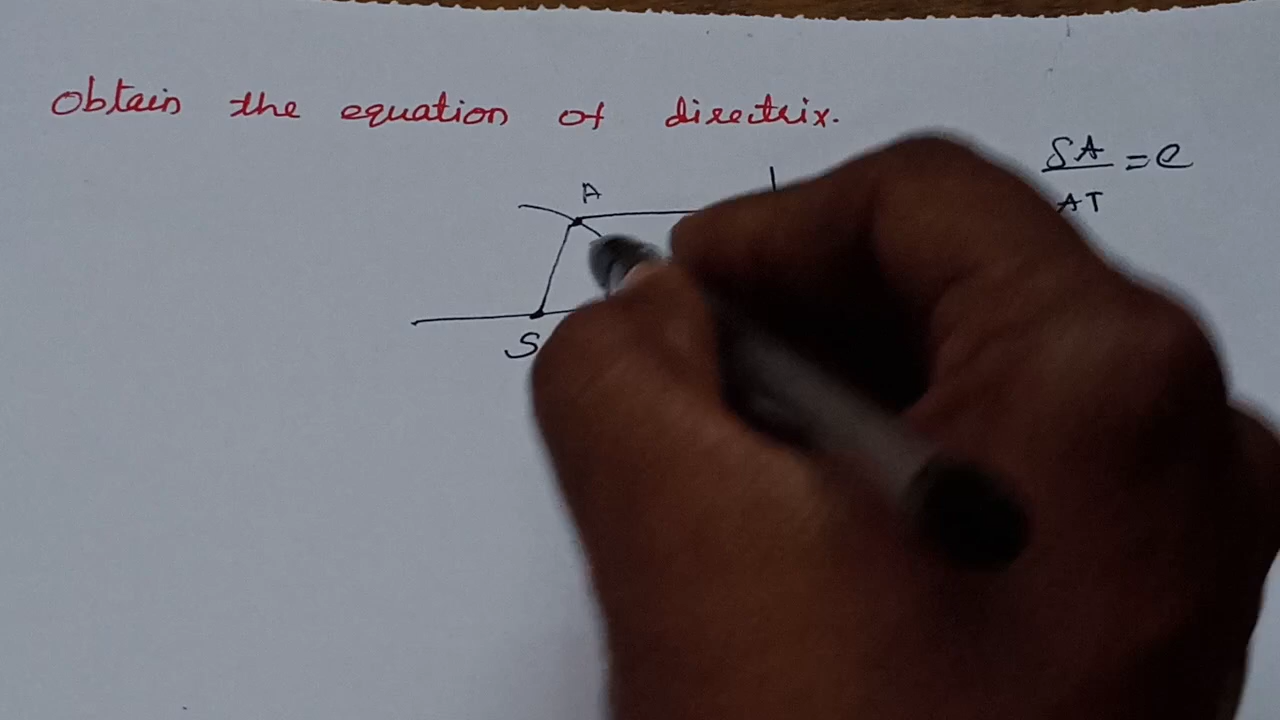 Obtain the equation of directrix.
SA
— = e
AT
A
S